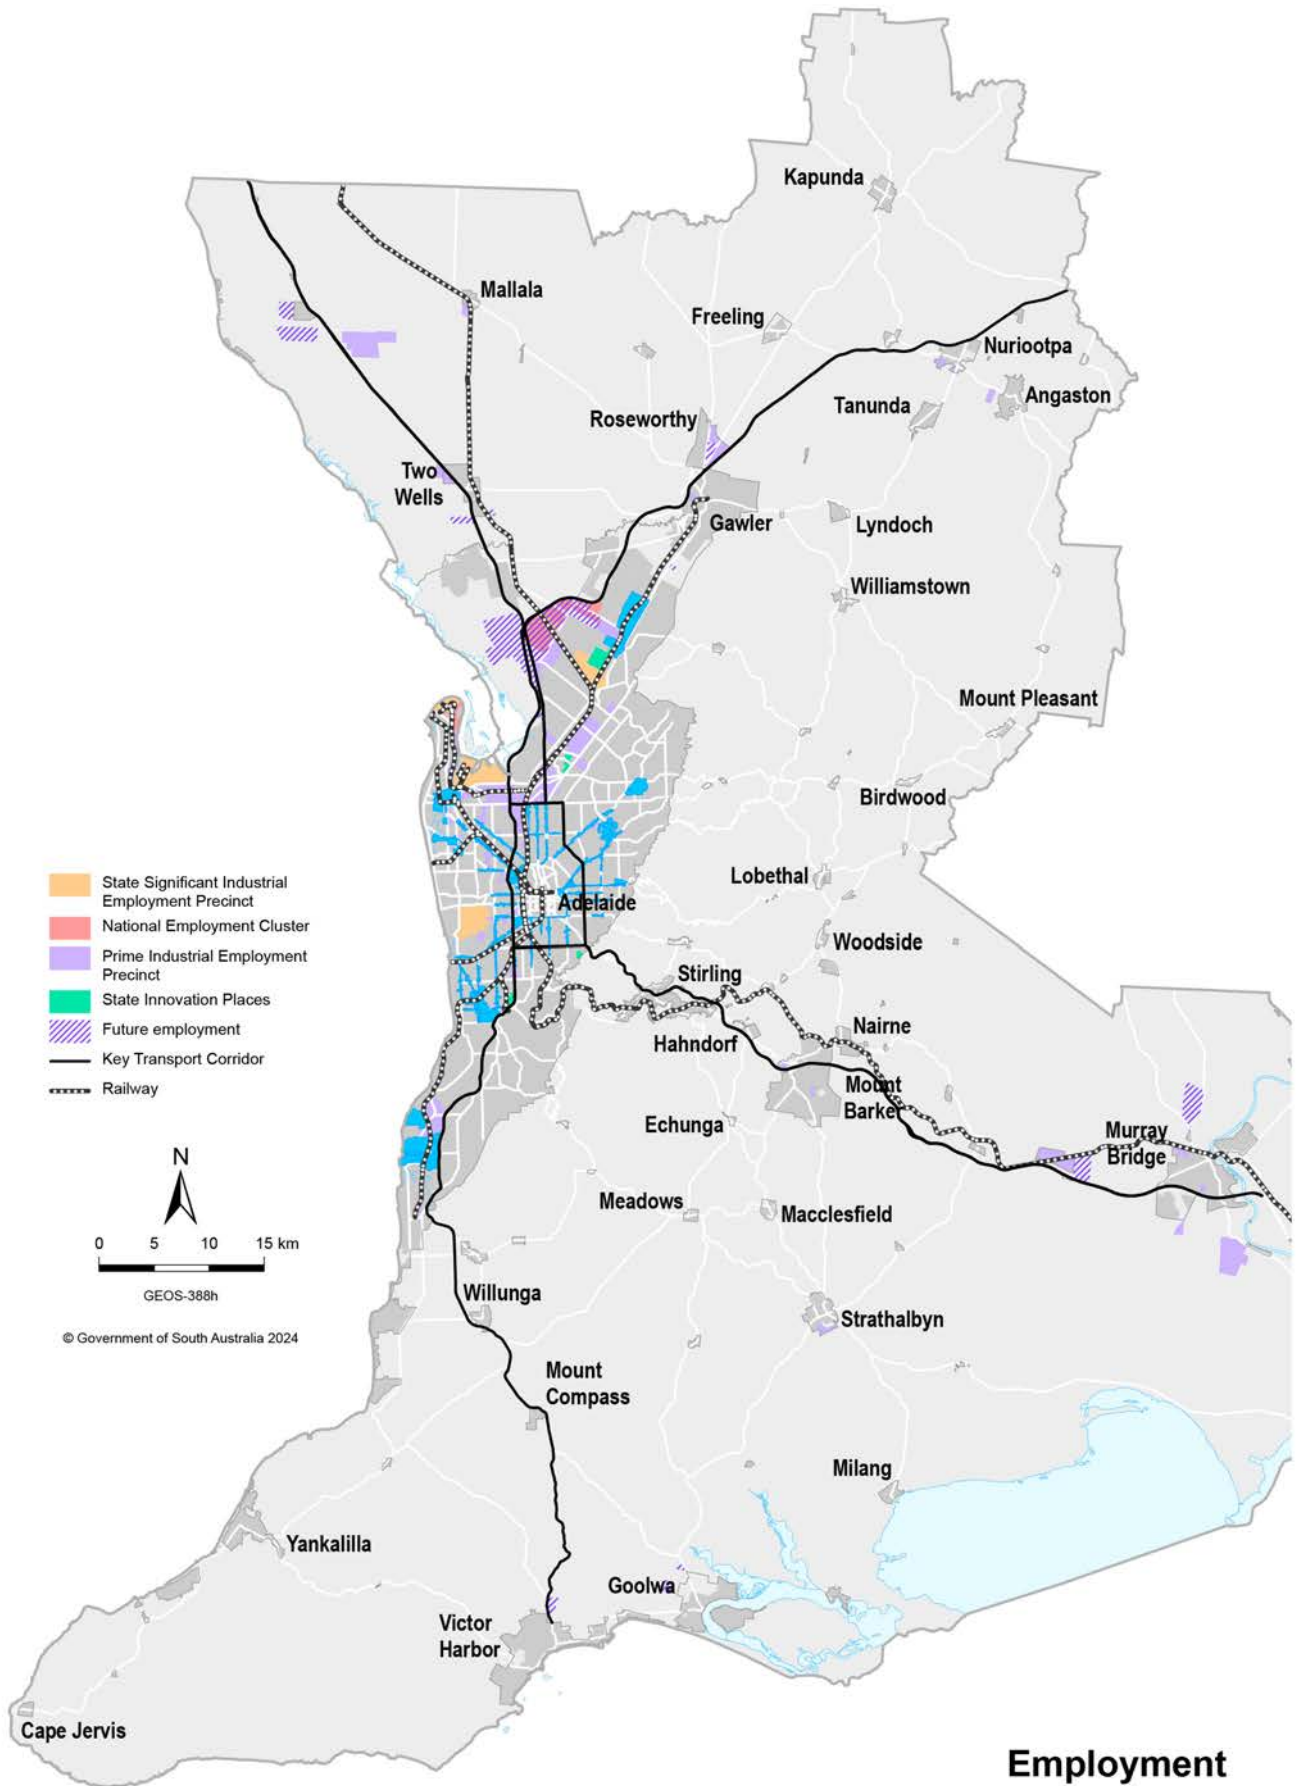 Kapunda
Mallala
Freeling
Nuriootpa
Roseworthy
Tanunda
Angaston
Two
Wells
Gawler
Lyndoch
Williamstown
Mount Pleasant
Birdwood
Lobethal
Adelaide
Woodside
Stirling
Hahndorf
Nairne
Mount
Barker
Echunga
Murray
Bridge
Meadows
Macclesfield
Willunga
Strathalbyn
Mount
Compass
Milang
Yankalilla
Goolwa
Victor
Harbor
Cape Jervis
State Significant Industrial
Employment Precinct
National Employment Cluster
Prime Industrial Employment
Precinct
State Innovation Places
Future employment
Key Transport Corridor
Railway
N
0 5 10 15 km
GEOS-388h
© Government of South Australia 2024
Employment